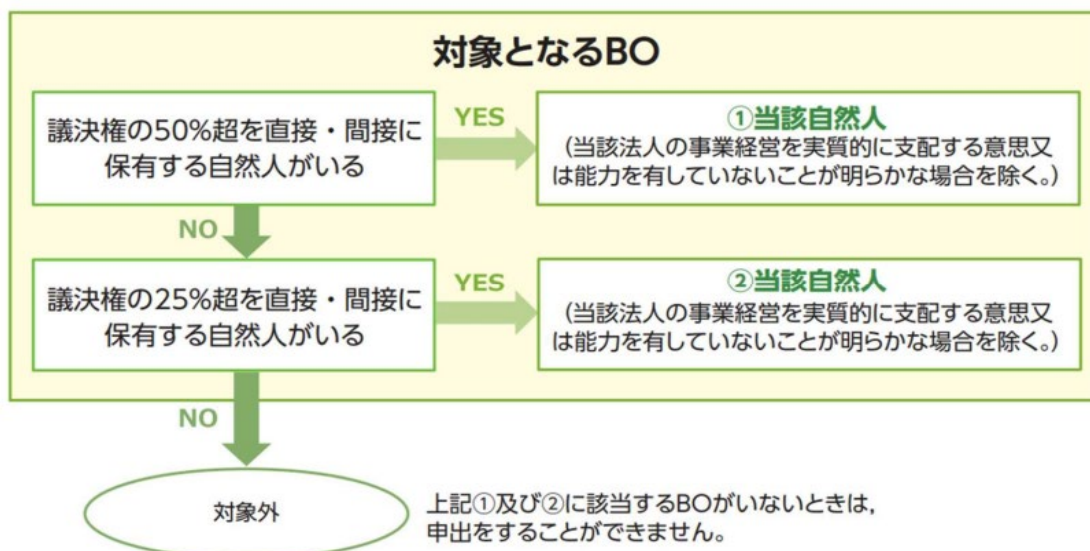 対象となるBO
議決権の50%超を直接・間接に
保有する自然人がいる
YES
①当該自然人
(当該法人の事業経営を実質的に支配する意思又
は能力を有していないことが明らかな場合を除く。)
NO
議決権の25%超を直接・間接に
保有する自然人がいる
YES
②当該自然人
(当該法人の事業経営を実質的に支配する意思又
は能力を有していないことが明らかな場合を除く。)
NO
対象外
上記①及び②に該当するBOがいないときは,
申出をすることができません。